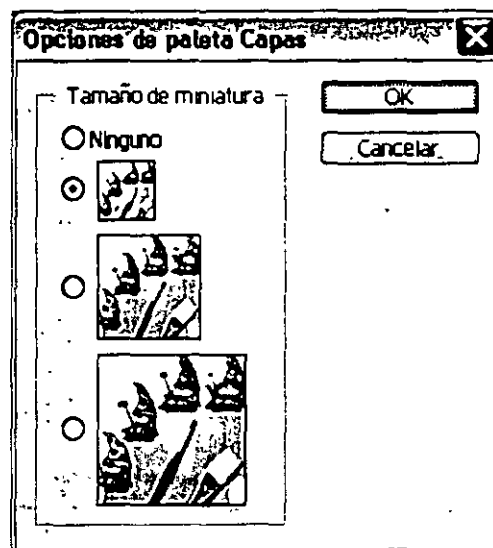 Opciones de paleta Capas
Tamaño de miniatura
Ninguno
OK
Cancelar